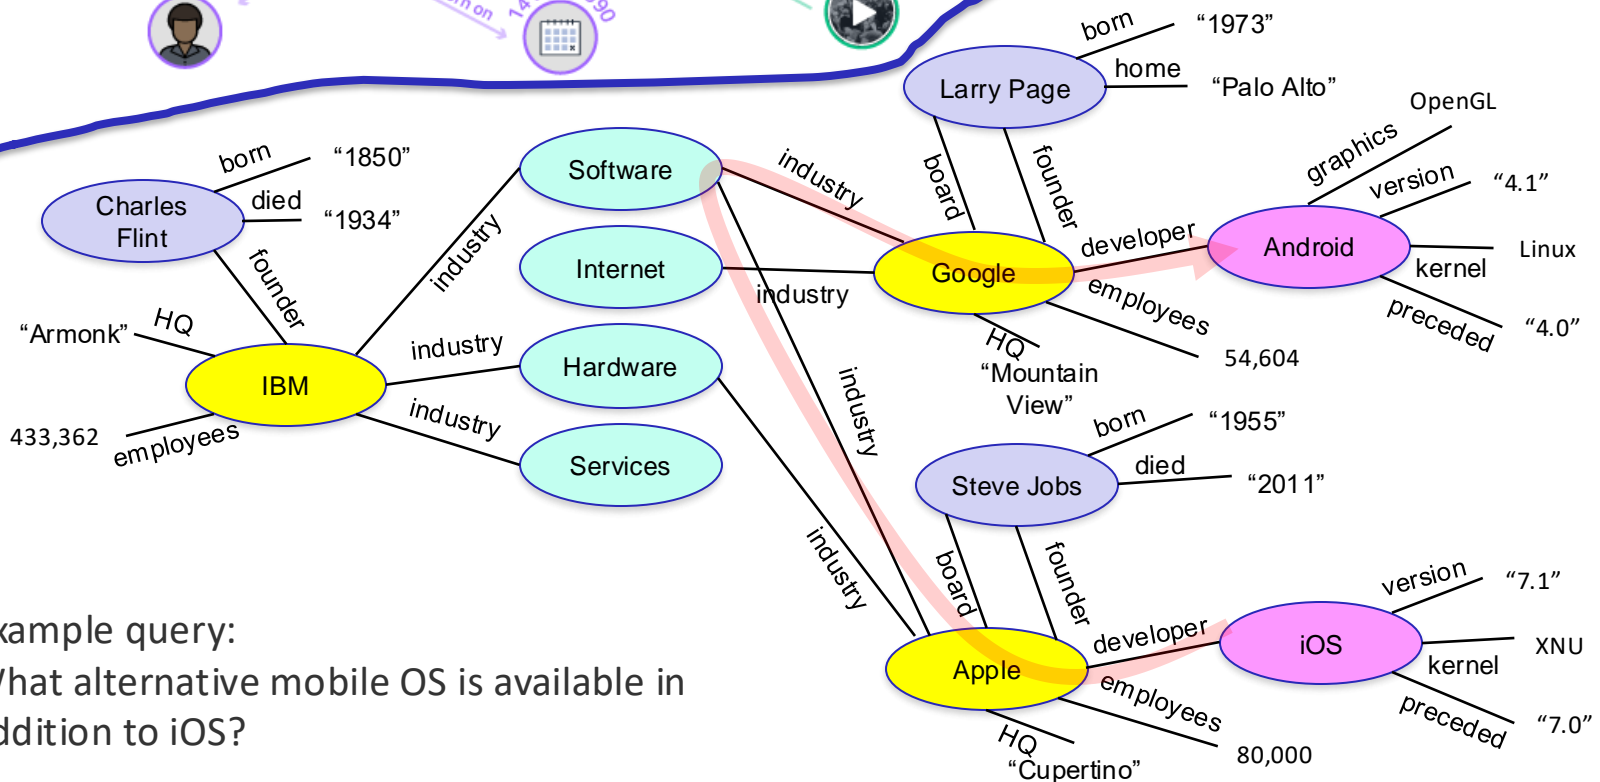 born
“1973”
Larry Page
home
“Palo Alto”
OpenGL
graphics
board
founder
version
“4.1”
developer
Android
Linux
kernel
preceded
“4.0”
born
“1850”
Charles
Flint
died
“1934”
founder
industry
Software
industry
Internet
industry
Google
employees
54,604
HQ
“Mountain
View”
“Armonk”
HQ
IBM
industry
Hardware
433,362
employees
industry
Services
industry
industry
born
“1955”
Steve Jobs
died
“2011”
board
founder
developer
Apple
employees
80,000
HQ
“Cupertino”
version
“7.1”
iOS
XNU
kernel
preceded
“7.0”
xample query:
hat alternative mobile OS is available in
ddition to iOS?